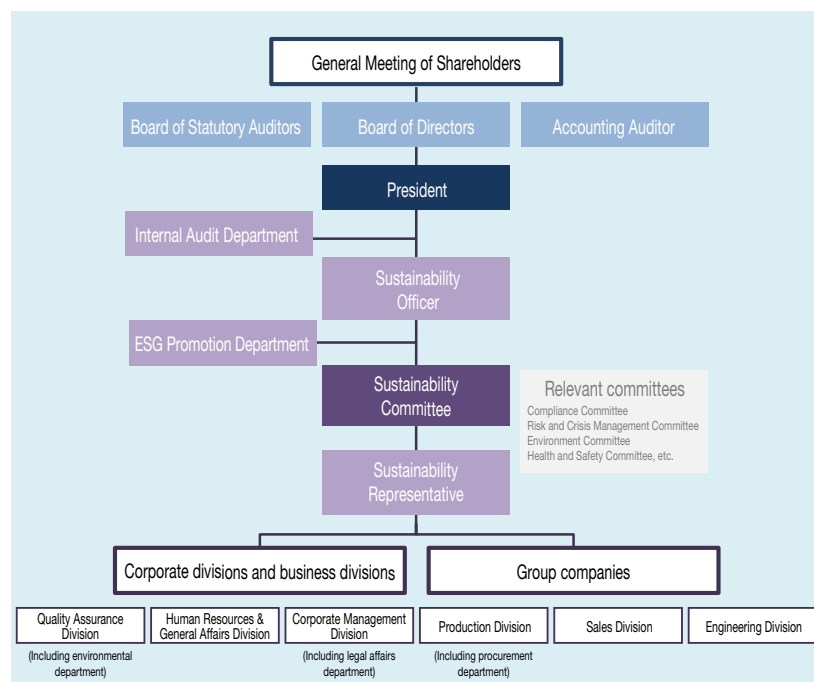 General Meeting of Shareholders
Board of Statutory Auditors
Board of Directors
Accounting Auditor
President
Internal Audit Department
Sustainability
Officer
ESG Promotion Department
Sustainability
Committee
Relevant committees
Compliance Committee
Risk and Crisis Management Committee
Environment Committee
Health and Safety Committee, etc.
Sustainability
Representative
Corporate divisions and business divisions
Group companies
Quality Assurance
Division
(Including environmental
department)
Human Resources &
General Affairs Division
Corporate Management
Division
(Including legal affairs
department)
Production Division
(Including procurement
department)
Sales Division
Engineering Division